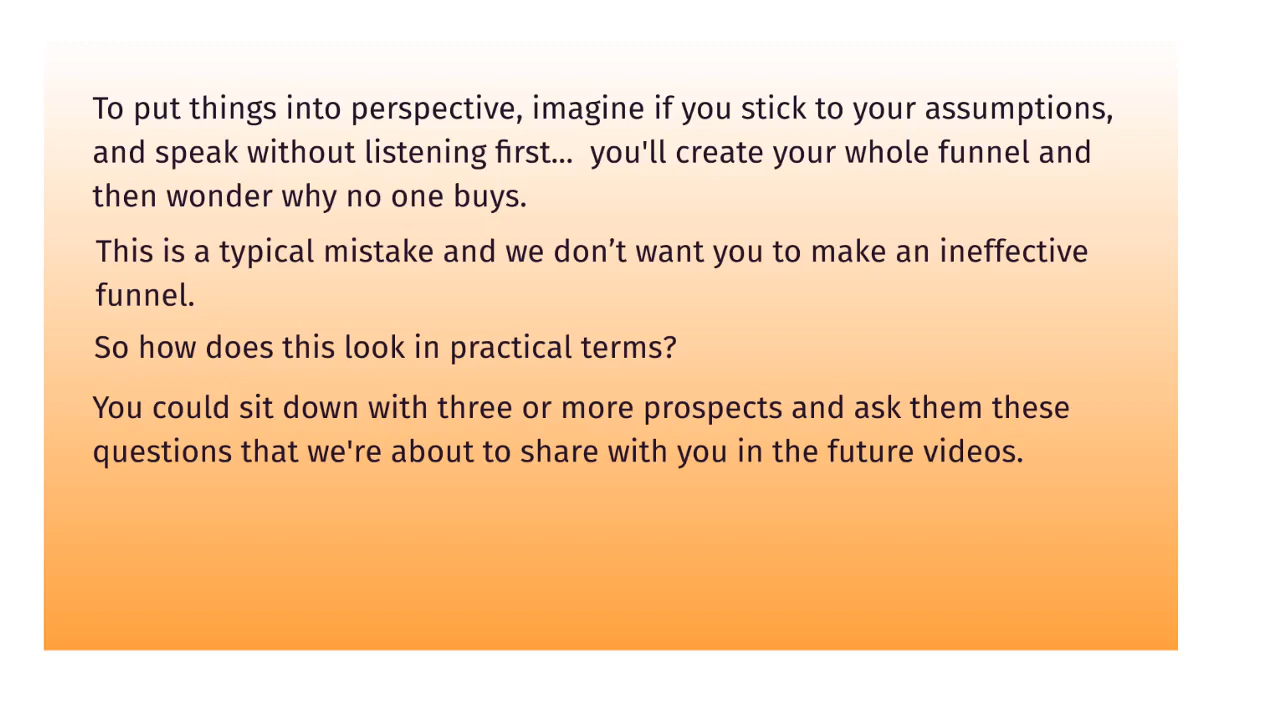 To put things into perspective, imagine if you stick to your assumptions,
and speak without listening first...  you'll create your whole funnel and
then wonder why no one buys.
This is a typical mistake and we don’t want you to make an ineffective
funnel.
So how does this look in practical terms?
You could sit down with three or more prospects and ask them these
questions that we're about to share with you in the future videos.